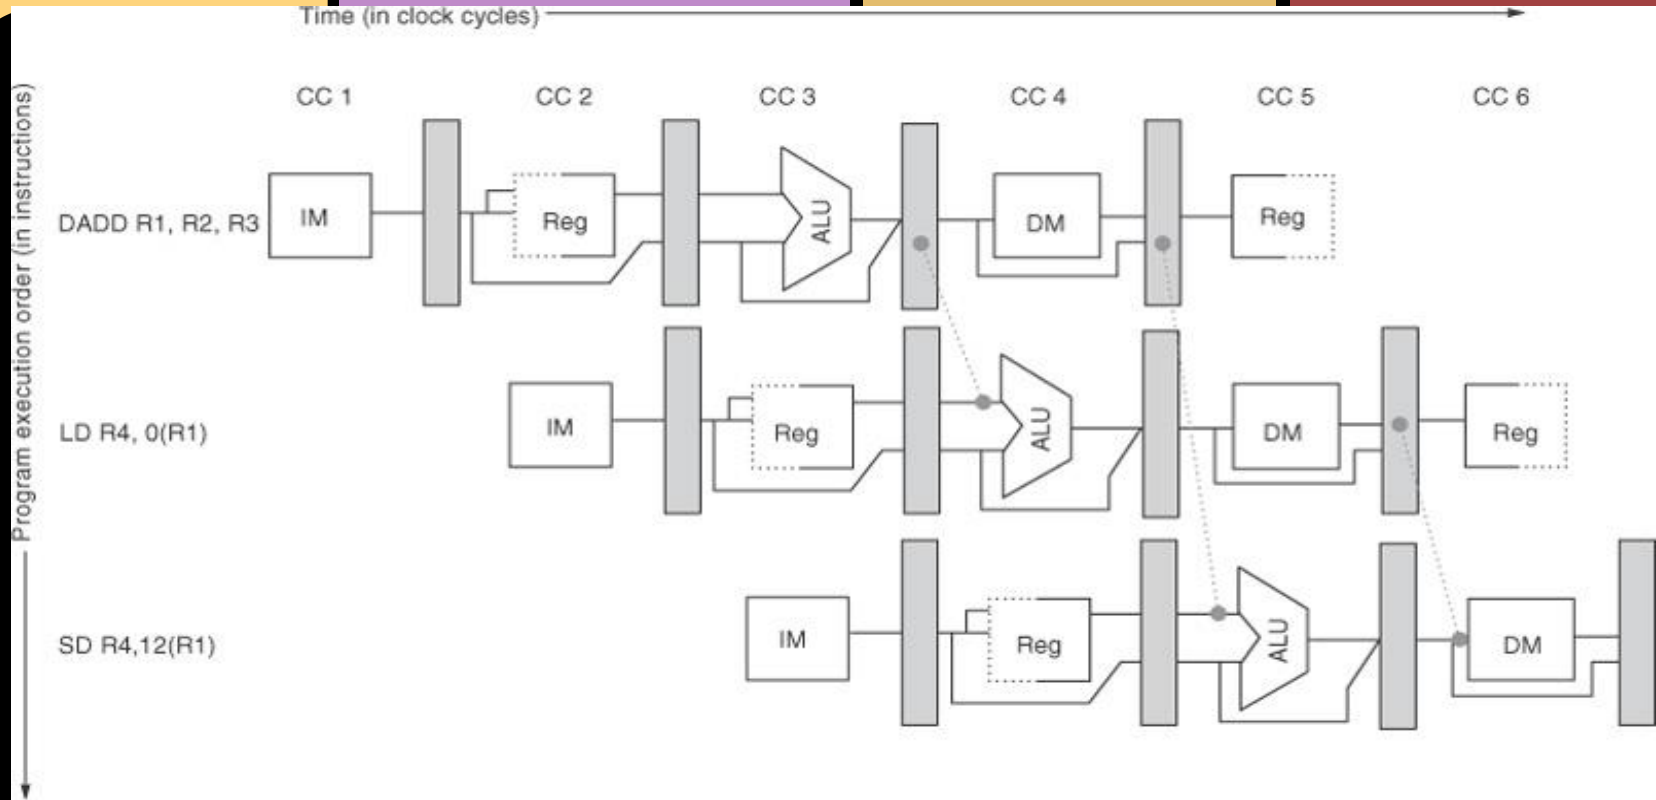 Time (in clock cycles)
Program execution order (in instructions)
CC 1 CC 2 CC 3 CC 4 CC 5 CC 6
DADD R1, R2, R3 IM Reg ALU DM Reg
LD R4, 0(R1) IM Reg ALU DM Reg
SD R4,12(R1) IM Reg ALU DM